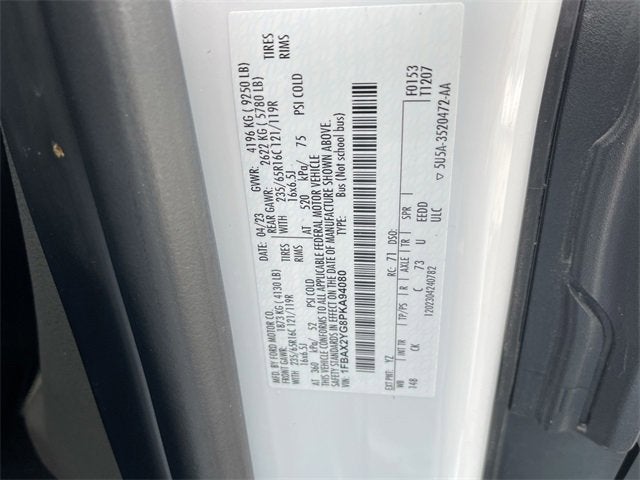 MFD. BY FORD MOTOR CO.
DATE: 04/23 GVWR: 4196 KG ( 9250 LB)
FRONT GAWR: 1873 KG ( 4130 LB) REAR GAWR: 2622 KG ( 5780 LB)
WITH 235/65R16C 121/119R TIRES WITH 235/65R16C 121/119R TIRES
16x6.5J RIMS 16x6.5J RIMS
AT 360 kPa/ 52 PSI COLD AT 520 kPa/ 75 PSI COLD
THIS VEHICLE CONFORMS TO ALL APPLICABLE FEDERAL MOTOR VEHICLE
SAFETY STANDARDS IN EFFECT ON THE DATE OF MANUFACTURE SHOWN ABOVE.
VIN: 1FBAX2YG8PKA94080 TYPE: Bus (Not school bus)
F0153
T1207
EXT PNT: YZ RC: 71 DSO:
WB INT TR TP/PS R AXLE TR SPR
148 CK C 73 U EEDD
1202304240782 ULC
▽ 5U5A-3520472-AA